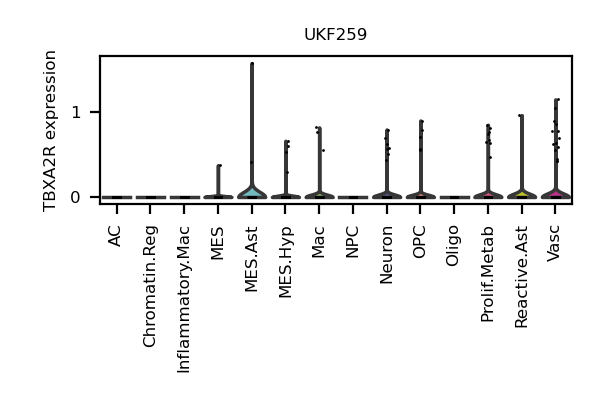 UKF259
TBXA2R expression
1
0
AC
Chromatin.Reg
Inflammatory.Mac
MES
MES.Ast
MES.Hyp
Mac
NPC
Neuron
OPC
Oligo
Prolif.Metab
Reactive.Ast
Vasc